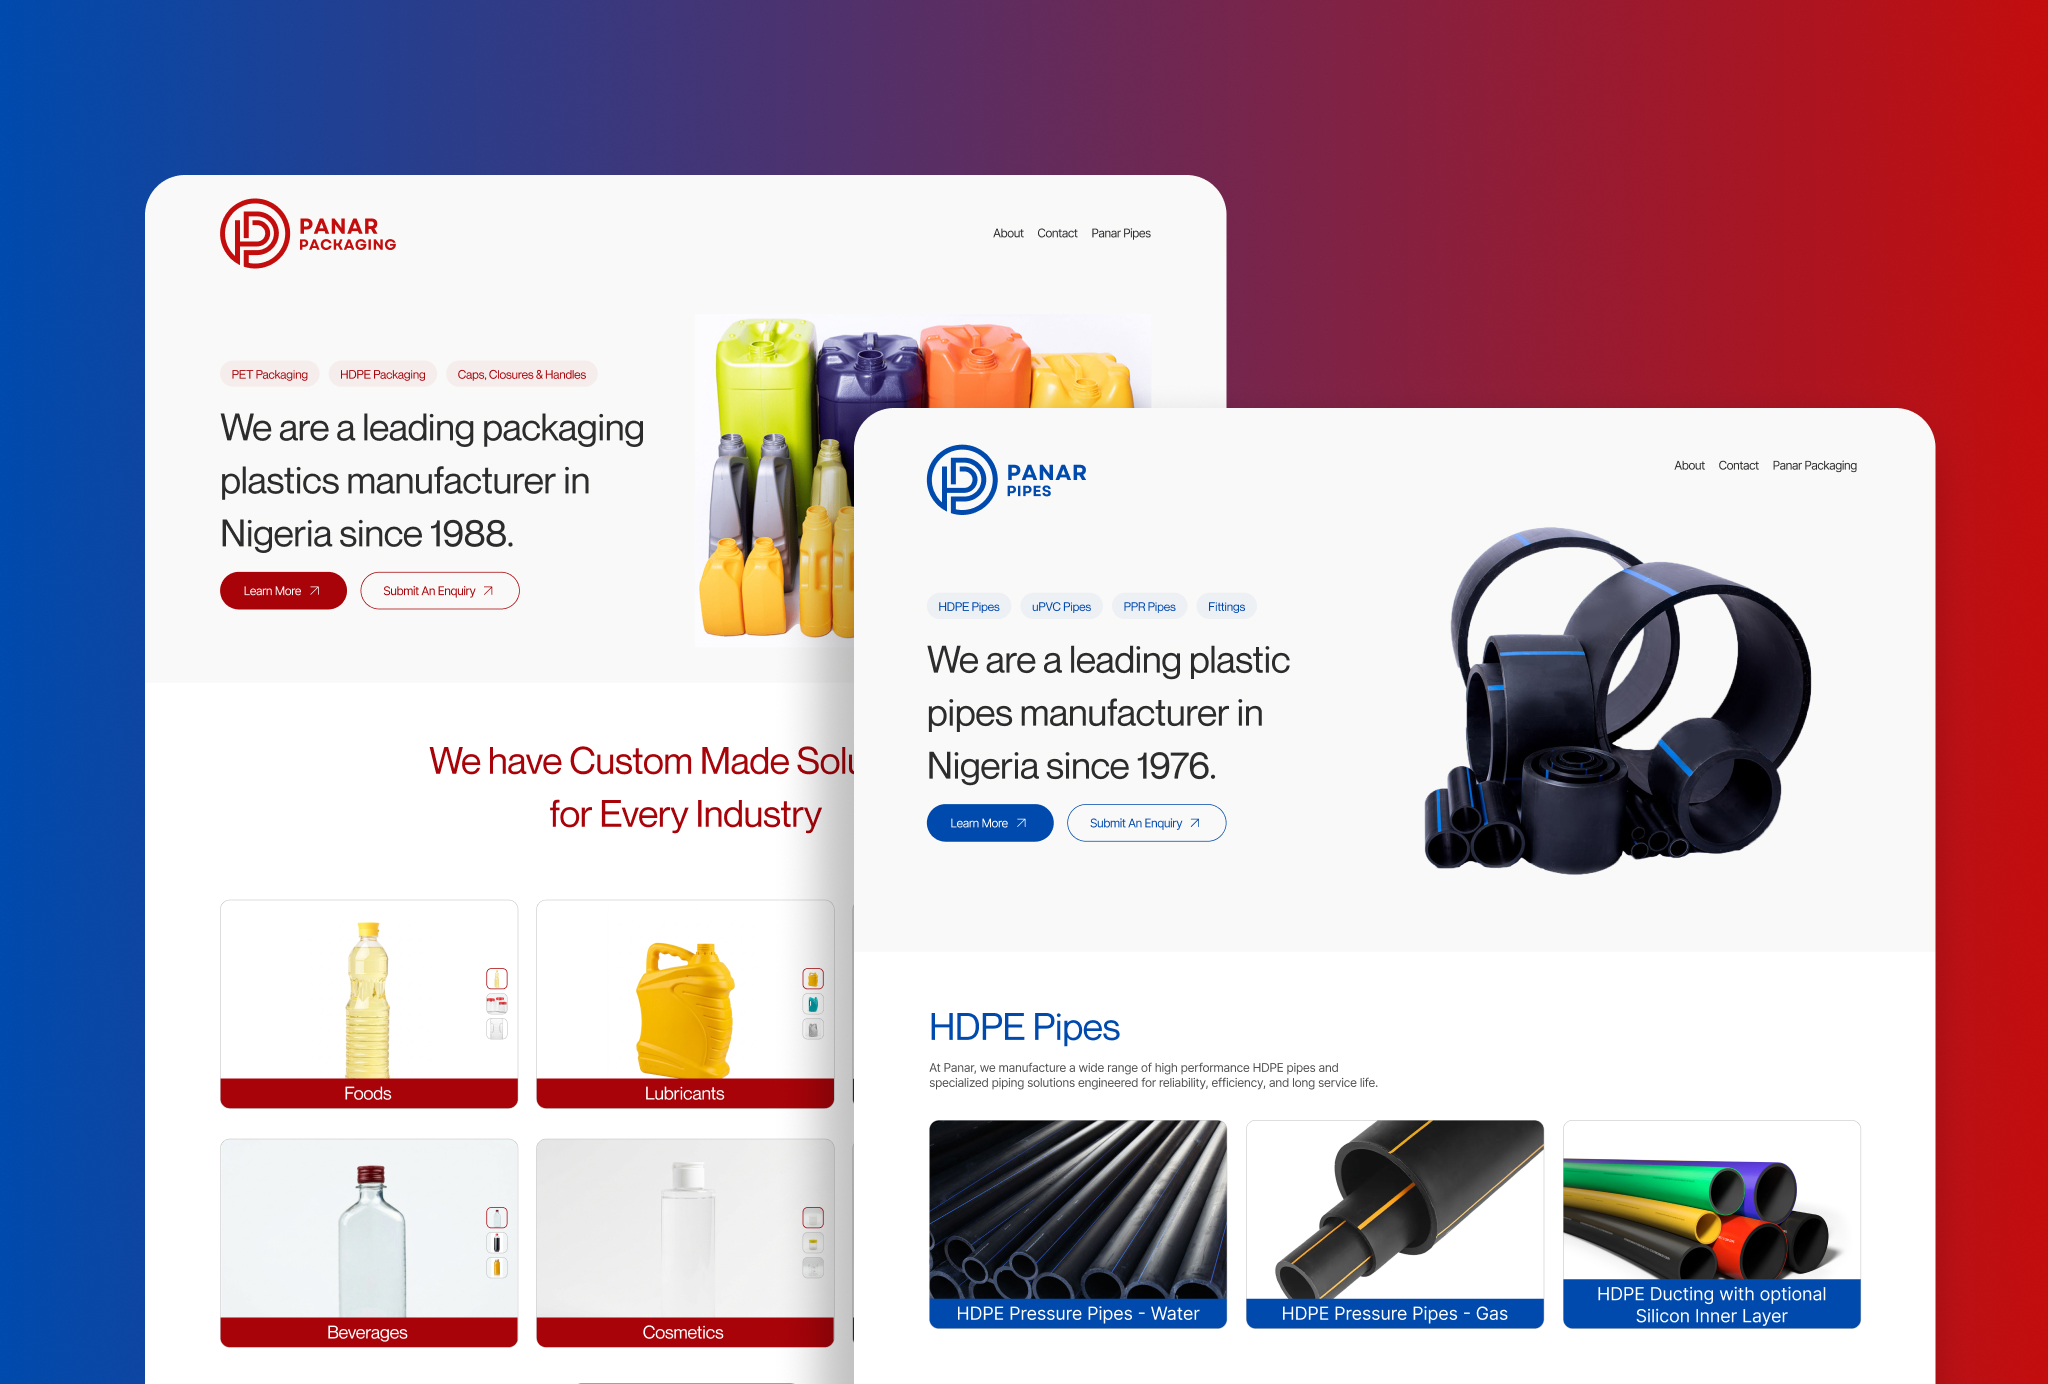 PANAR
PACKAGING
About Contact Panar Pipes
PET Packaging HDPE Packaging Caps, Closures & Handles
We are a leading packaging
plastics manufacturer in
Nigeria since 1988.
Learn More Submit An Enquiry
We have Custom Made Solu
for Every Industry
Foods
Lubricants
Beverages
Cosmetics
PANAR
PIPES
About Contact Panar Packaging
HDPE Pipes uPVC Pipes PPR Pipes Fittings
We are a leading plastic
pipes manufacturer in
Nigeria since 1976.
Learn More Submit An Enquiry
HDPE Pipes
At Panar, we manufacture a wide range of high performance HDPE pipes and
specialized piping solutions engineered for reliability, efficiency, and long service life.
HDPE Pressure Pipes - Water
HDPE Pressure Pipes - Gas
HDPE Ducting with optional
Silicon Inner Layer